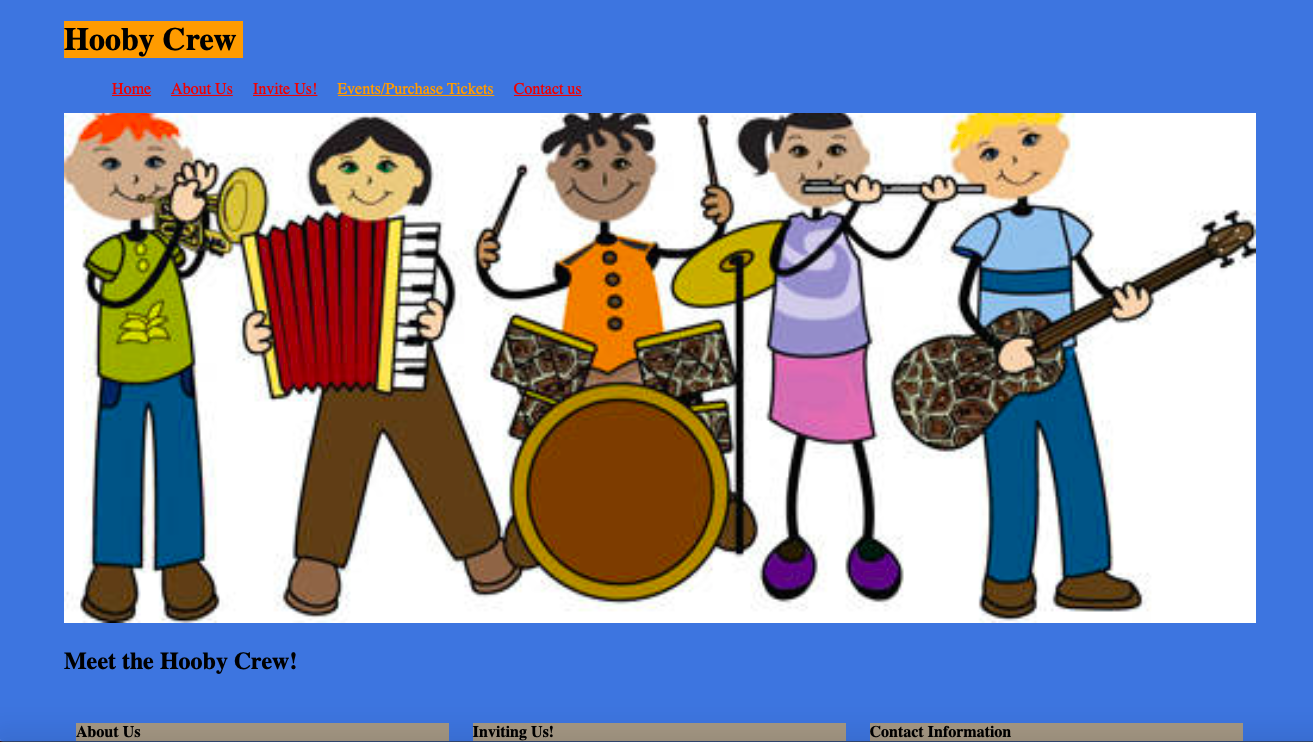 Hooby Crew
Home About Us Invite Us! Events/Purchase Tickets Contact us
Meet the Hooby Crew!
About Us Inviting Us! Contact Information